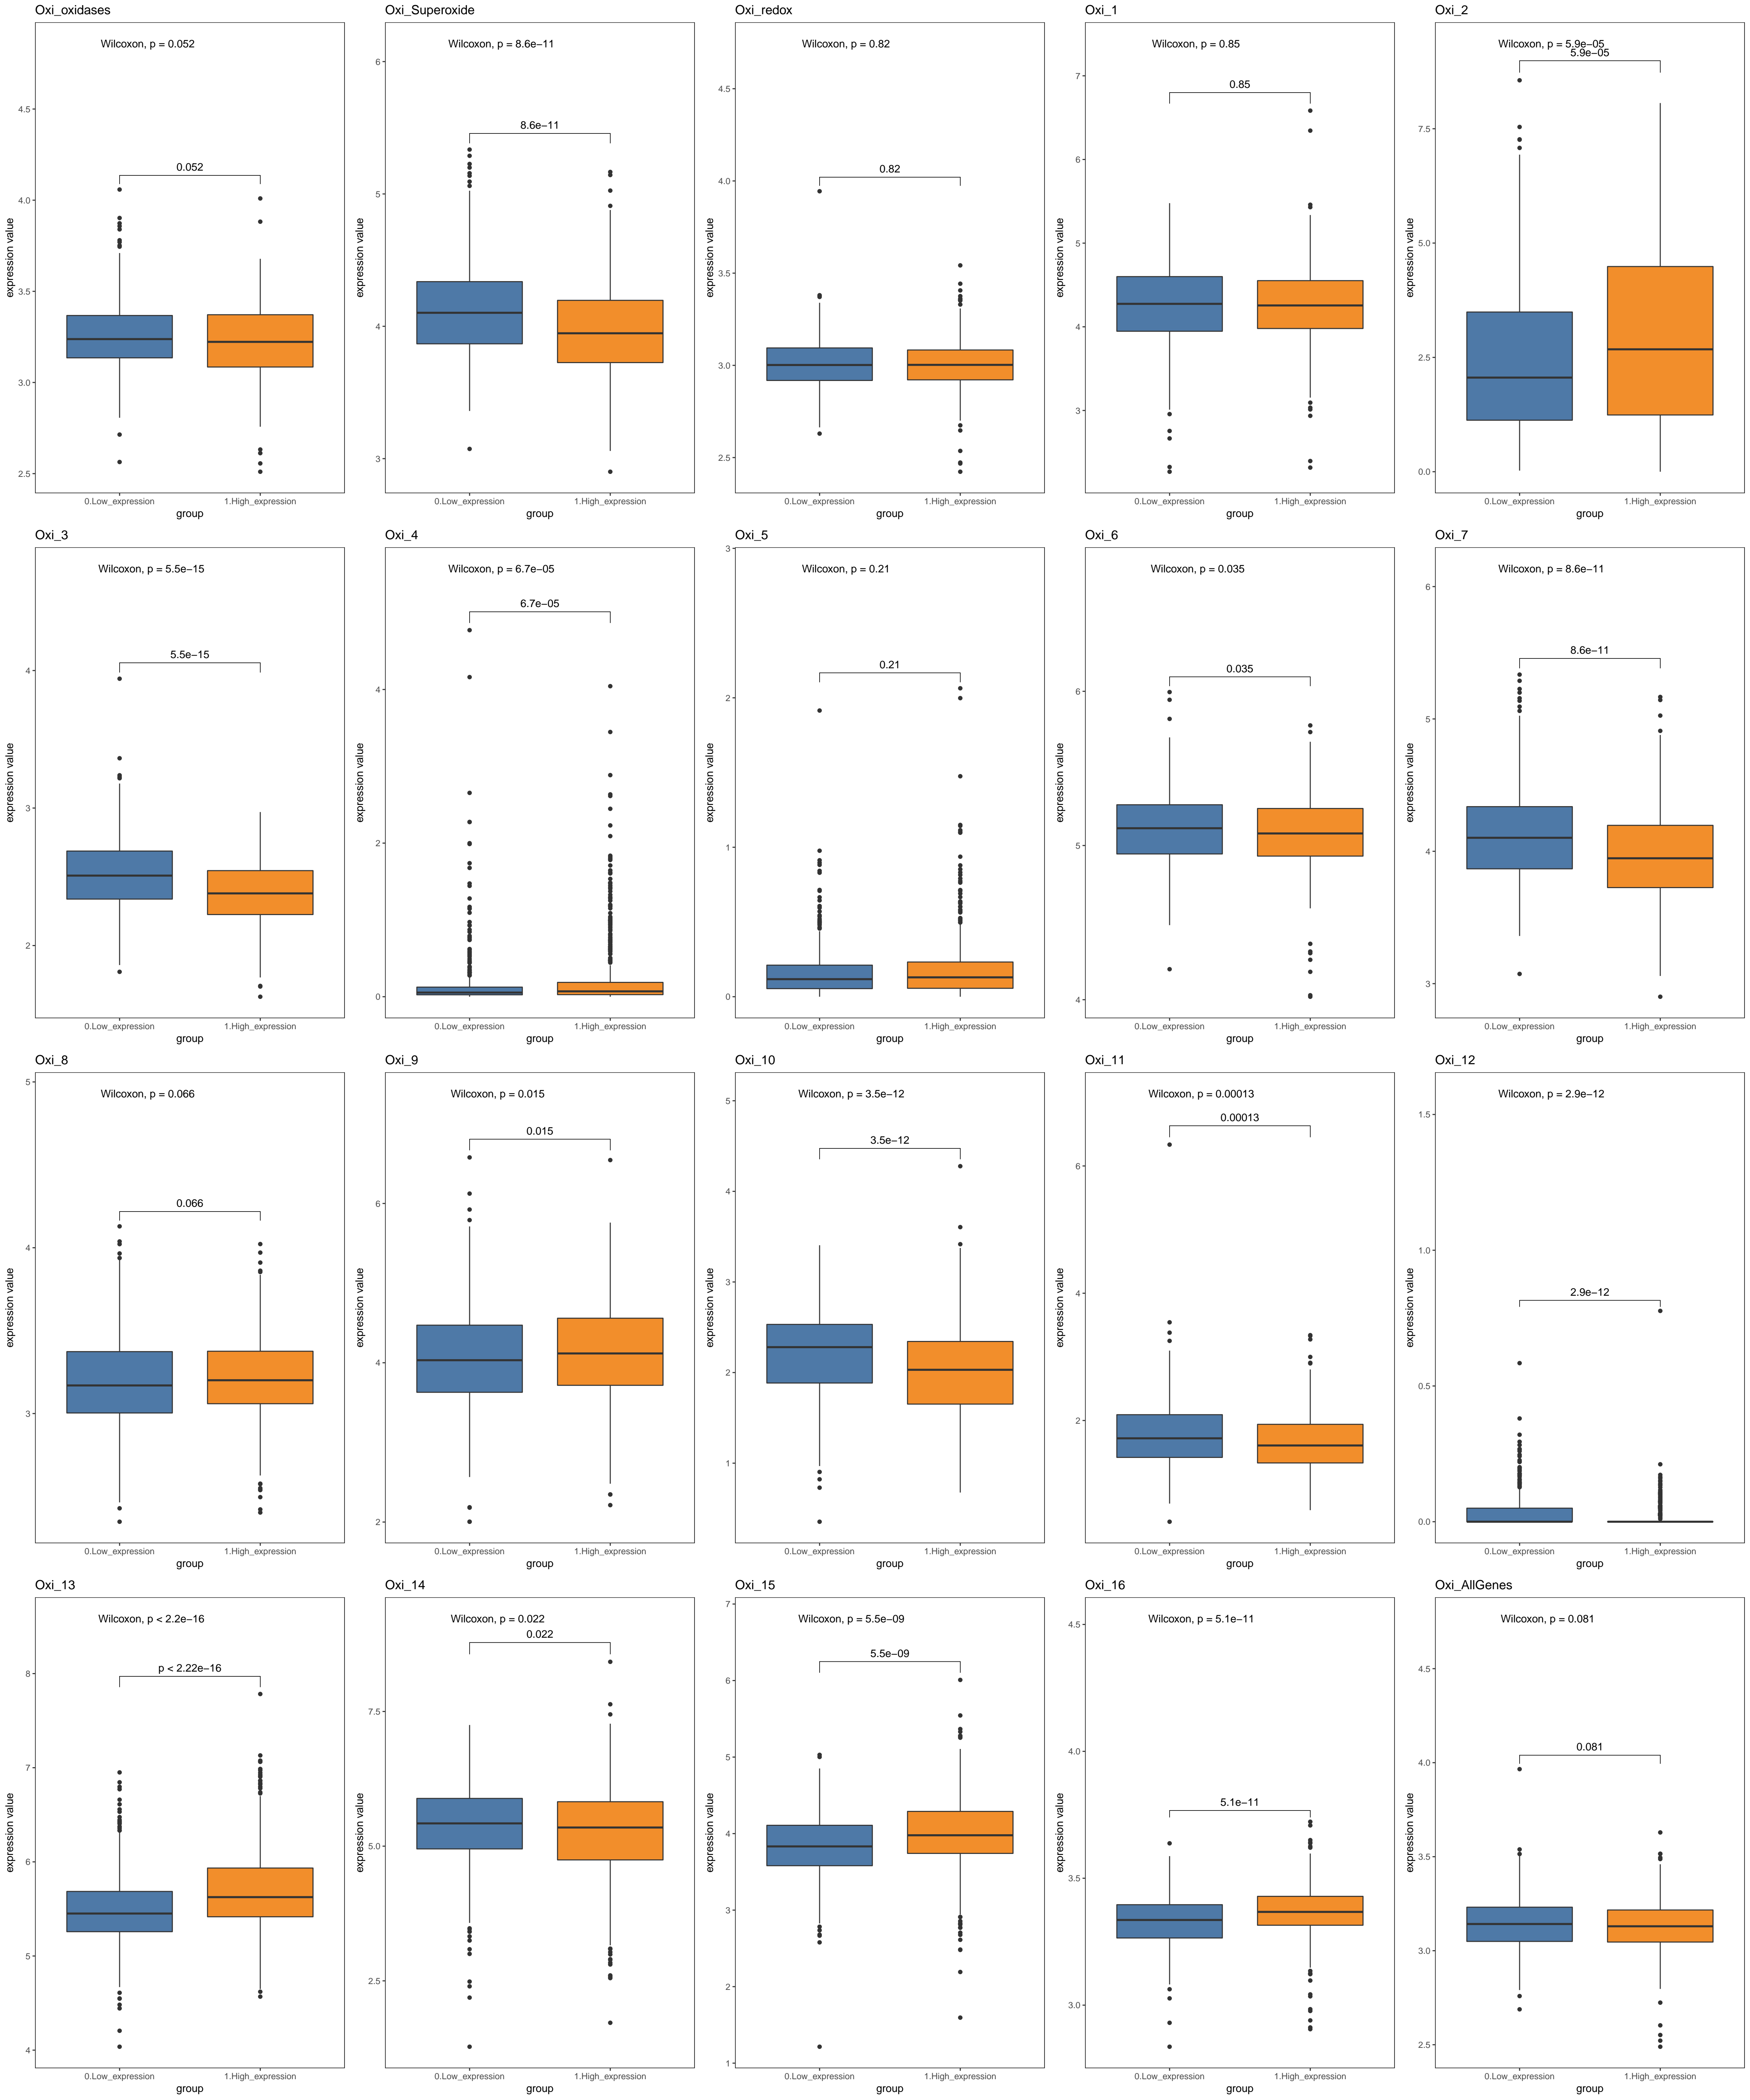 Oxi_oxidases
Wilcoxon, p = 0.052
0.052
4.5
4.0
3.5
3.0
2.5
expression value
0.Low_expression 1.High_expression
group
Oxi_Superoxide
Wilcoxon, p = 8.6e−11
8.6e−11
6
5
4
3
expression value
0.Low_expression 1.High_expression
group
Oxi_redox
Wilcoxon, p = 0.82
0.82
4.5
4.0
3.5
3.0
2.5
expression value
0.Low_expression 1.High_expression
group
Oxi_1
Wilcoxon, p = 0.85
0.85
7
6
5
4
3
expression value
0.Low_expression 1.High_expression
group
Oxi_2
Wilcoxon, p = 5.9e−05
5.9e−05
7.5
5.0
2.5
0.0
expression value
0.Low_expression 1.High_expression
group
Oxi_3
Wilcoxon, p = 5.5e−15
5.5e−15
4
3
2
expression value
0.Low_expression 1.High_expression
group
Oxi_4
Wilcoxon, p = 6.7e−05
6.7e−05
4
2
0
expression value
0.Low_expression 1.High_expression
group
Oxi_5
Wilcoxon, p = 0.21
0.21
3
2
1
0
expression value
0.Low_expression 1.High_expression
group
Oxi_6
Wilcoxon, p = 0.035
0.035
6
5
4
expression value
0.Low_expression 1.High_expression
group
Oxi_7
Wilcoxon, p = 8.6e−11
8.6e−11
6
5
4
3
expression value
0.Low_expression 1.High_expression
group
Oxi_8
Wilcoxon, p = 0.066
0.066
5
4
3
expression value
0.Low_expression 1.High_expression
group
Oxi_9
Wilcoxon, p = 0.015
0.015
6
4
2
expression value
0.Low_expression 1.High_expression
group
Oxi_10
Wilcoxon, p = 3.5e−12
3.5e−12
5
4
3
2
1
expression value
0.Low_expression 1.High_expression
group
Oxi_11
Wilcoxon, p = 0.00013
0.00013
6
4
2
expression value
0.Low_expression 1.High_expression
group
Oxi_12
Wilcoxon, p = 2.9e−12
2.9e−12
1.5
1.0
0.5
0.0
expression value
0.Low_expression 1.High_expression
group
Oxi_13
Wilcoxon, p < 2.2e−16
p < 2.22e−16
8
7
6
5
4
expression value
0.Low_expression 1.High_expression
group
Oxi_14
Wilcoxon, p = 0.022
0.022
7.5
5.0
2.5
expression value
0.Low_expression 1.High_expression
group
Oxi_15
Wilcoxon, p = 5.5e−09
5.5e−09
7
6
5
4
3
2
1
expression value
0.Low_expression 1.High_expression
group
Oxi_16
Wilcoxon, p = 5.1e−11
5.1e−11
4.5
4.0
3.5
3.0
expression value
0.Low_expression 1.High_expression
group
Oxi_AllGenes
Wilcoxon, p = 0.081
0.081
4.5
4.0
3.5
3.0
2.5
expression value
0.Low_expression 1.High_expression
group